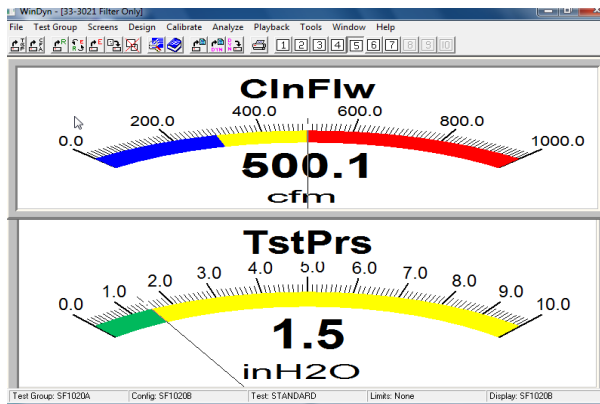 WinDyn - [33-3021 Filter Only]
File Test Group Screens Design Calibrate Analyze Playback Tools Window Help
1 2 3 4 5 6 7 8 9 10
ClnFlw
0.0 200.0 400.0 600.0 800.0 1000.0
500.1
cfm
TstPrs
0.0 1.0 2.0 3.0 4.0 5.0 6.0 7.0 8.0 9.0 10.0
1.5
inH2O
Test Group: SF1020A Config: SF1020B Test: STANDARD Limits: None Display: SF1020B